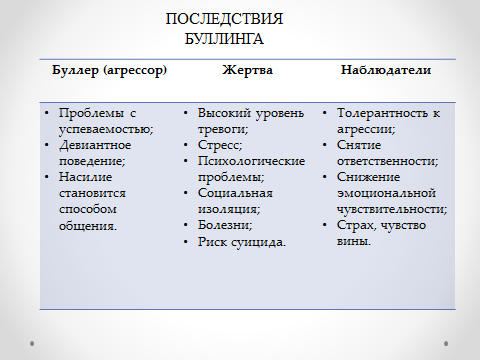 ПОСЛЕДСТВИЯ
БУЛЛИНГА
Буллер (агрессор)
Жертва
Наблюдатели
• Проблемы с
успеваемостью;
• Девиантное
поведение;
• Насилие
становится
способом
общения.
• Высокий уровень
тревоги;
• Стресс;
• Психологические
проблемы;
• Социальная
изоляция;
• Болезни;
• Риск суицида.
• Толерантность к
агрессии;
• Снятие
ответственности;
• Снижение
эмоциональной
чувствительности;
• Страх, чувство
вины.